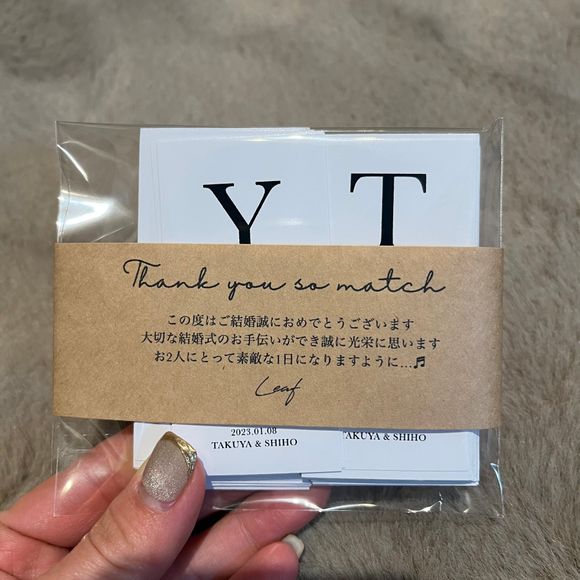 Y T
Thank you so match
この度はご結婚誠におめでとうございます
大切な結婚式のお手伝いができ誠に光栄に思います
お2人にとって素敵な1日になりますように...♬
Leaf
2023.01.08
TAKUYA & SHIHO
TAKUYA & SHIHO